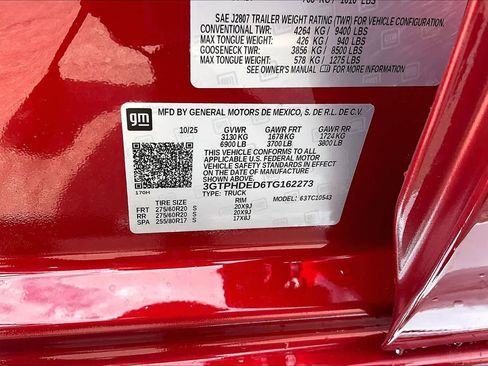 SAE J2807 TRAILER WEIGHT RATING (TWR) FOR VEHICLE CONFIGURATION.
CONVENTIONAL TWR: 4264 KG / 9400 LBS
MAX TONGUE WEIGHT: 426 KG / 940 LBS
GOOSENECK TWR: 3856 KG / 8500 LBS
MAX TONGUE WEIGHT: 578 KG / 1275 LBS
SEE OWNER'S MANUAL
gm
MFD BY GENERAL MOTORS DE MEXICO, S. DE R.L. DE C.V.
10/25 GVWR GAWR FRT GAWR RR
3130 KG 1678 KG 1724 KG
6900 LB 3700 LB 3800 LB
THIS VEHICLE CONFORMS TO ALL APPLICABLE
U.S. FEDERAL MOTOR
VEHICLE SAFETY STANDARDS IN EFFECT ON THE
DATE OF MANUFACTURE SHOWN ABOVE.
3GTPHDED6TG162273
TYPE: TRUCK MODEL: 63TC10543
170H
TIRE SIZE RIM
FRT 275/60R20 S 20X9J
RR 275/60R20 S 20X9J
SPA 255/80R17 S 17X8J